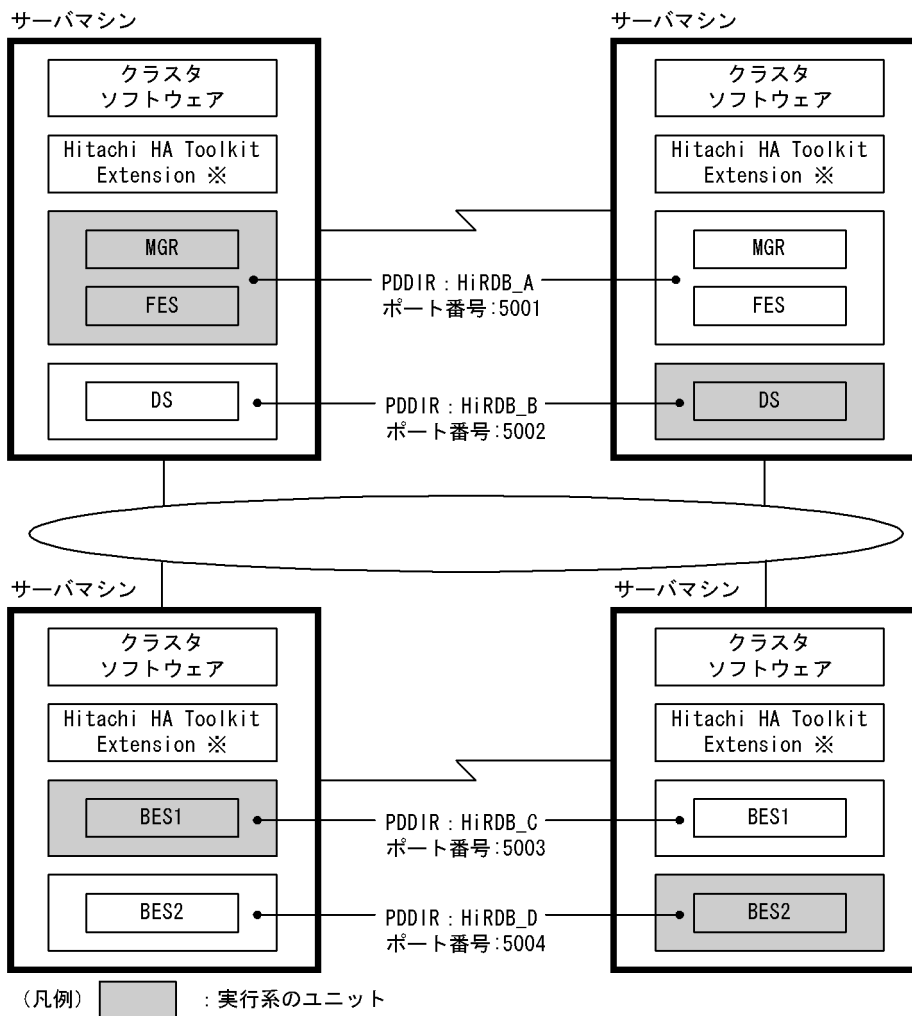 サーバマシン
サーバマシン
クラスタ
ソフトウェア
クラスタ
ソフトウェア
Hitachi HA Toolkit
Extension ※
Hitachi HA Toolkit
Extension ※
MGR
FES
PDDIR：HiRDB_A
ポート番号：5001
MGR
FES
DS
PDDIR：HiRDB_B
ポート番号：5002
DS
サーバマシン
サーバマシン
クラスタ
ソフトウェア
クラスタ
ソフトウェア
Hitachi HA Toolkit
Extension ※
Hitachi HA Toolkit
Extension ※
BES1
PDDIR：HiRDB_C
ポート番号：5003
BES1
BES2
PDDIR：HiRDB_D
ポート番号：5004
BES2
（凡例） ：実行系のユニット